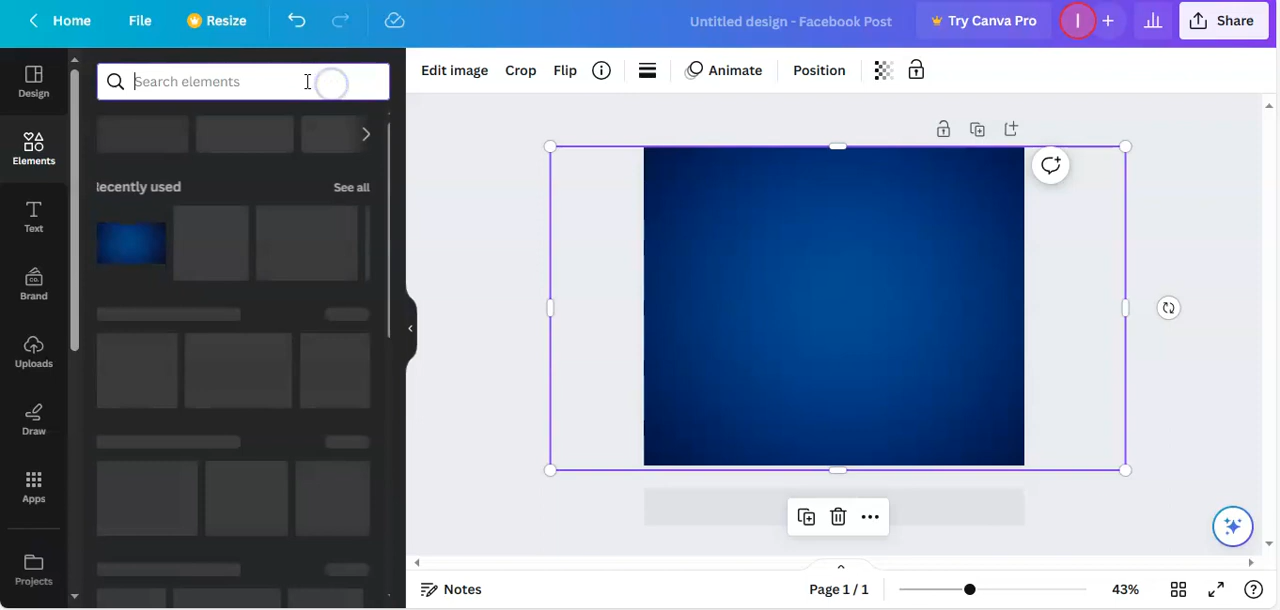 Home File Resize Untitled design - Facebook Post Try Canva Pro I Share
Design
Elements
Text
CO.
Brand
Uploads
Draw
Apps
Projects
Search elements
Recently used See all
Edit image Crop Flip Animate Position
Notes Page 1 / 1 43%